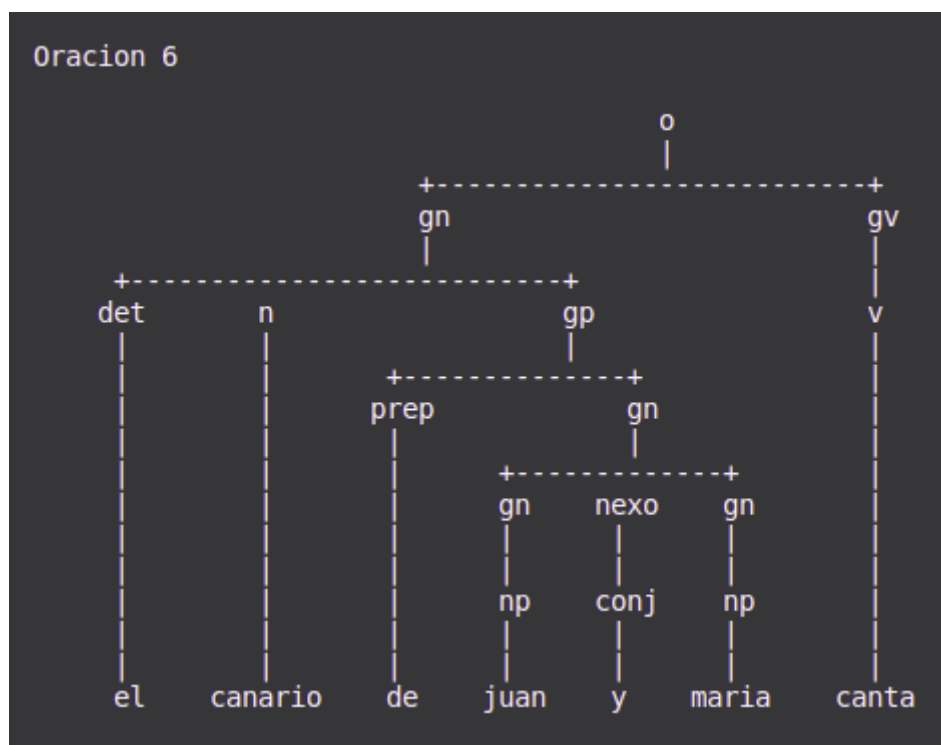 Oracion 6
o
gn gv
det n gp v
prep gn
gn nexo gn
np conj np
el canario de juan y maria canta